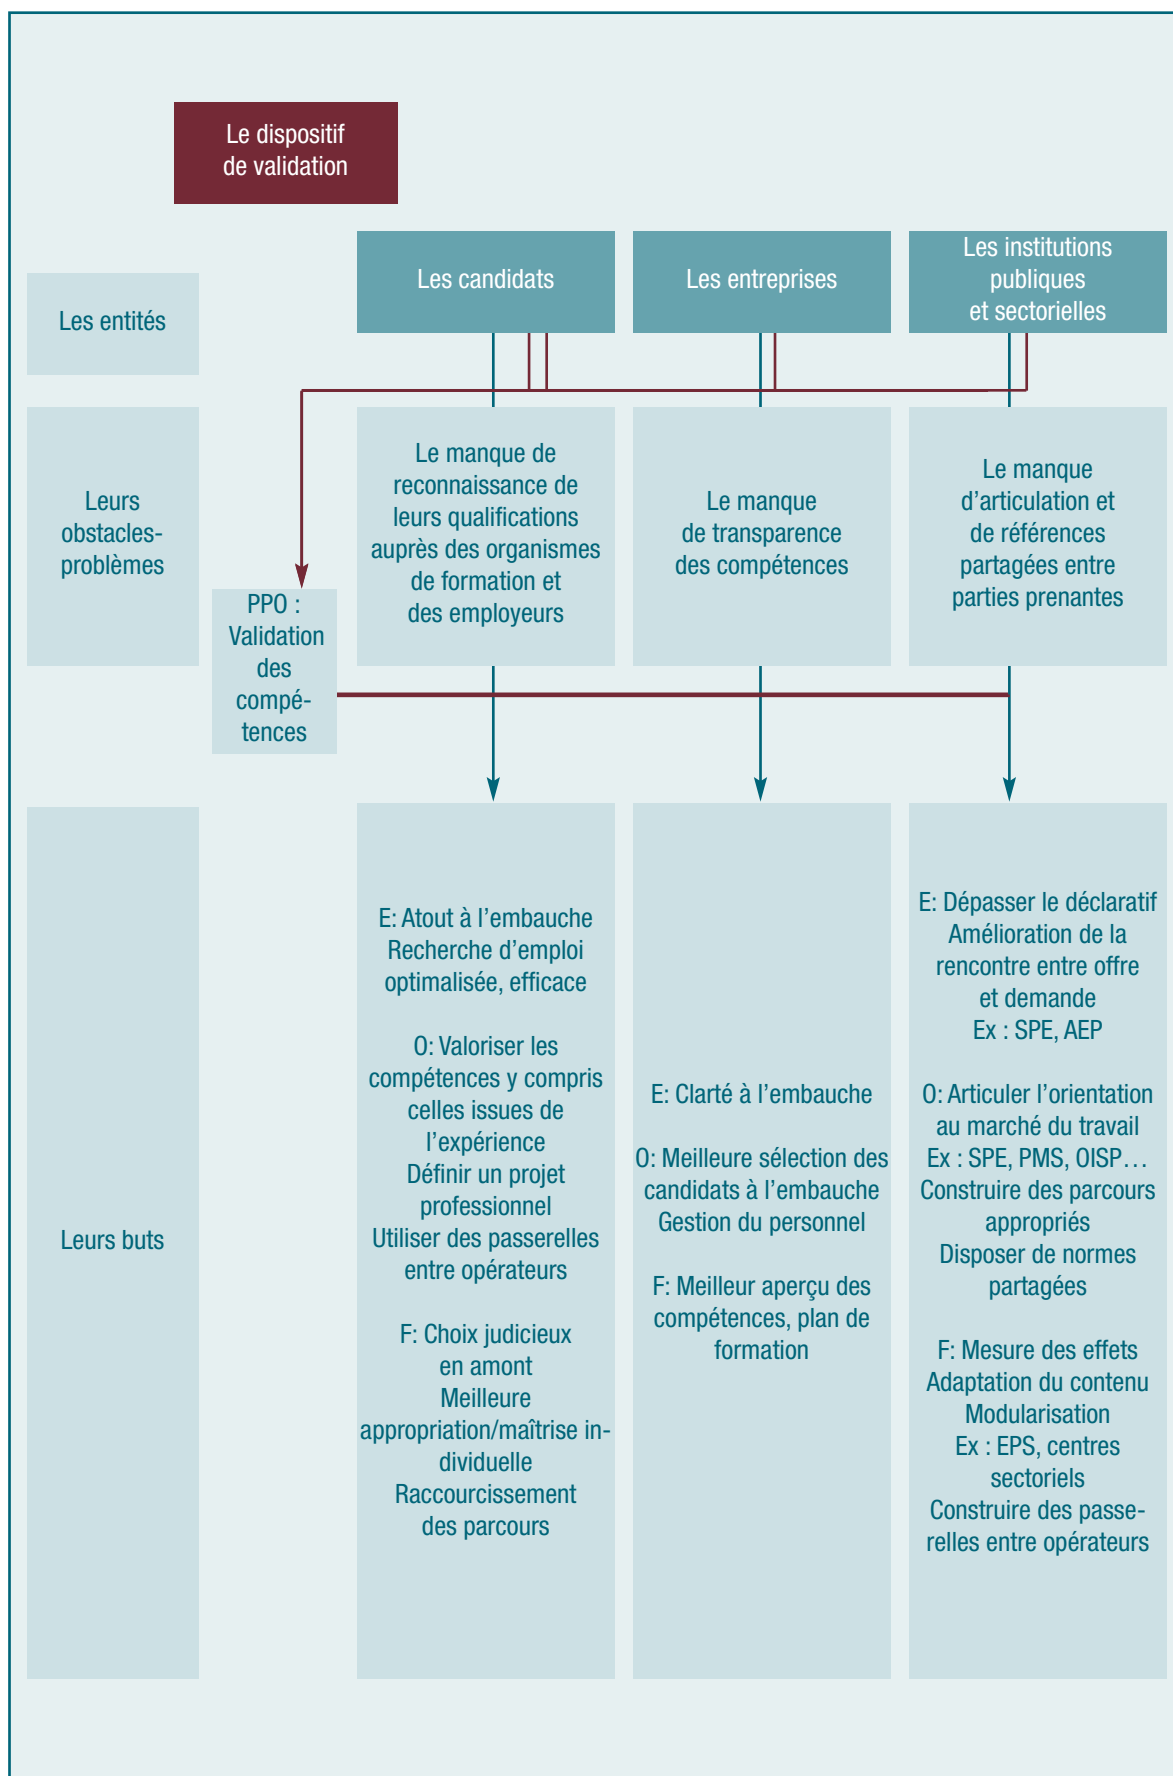 Le dispositif
de validation
Les entités
Les candidats
Les entreprises
Les institutions
publiques
et sectorielles
Leurs
obstacles-
problèmes
PPO :
Validation
des
compé-
tences
Le manque de
reconnaissance de
leurs qualifications
auprès des organismes
de formation et
des employeurs
Le manque
de transparence
des compétences
Le manque
d’articulation et
de références
partagées entre
parties prenantes
Leurs buts
E: Atout à l’embauche
Recherche d’emploi
optimalisée, efficace
O: Valoriser les
compétences y compris
celles issues de
l’expérience
Définir un projet
professionnel
Utiliser des passerelles
entre opérateurs
F: Choix judicieux
en amont
Meilleure
appropriation/maîtrise in-
dividuelle
Raccourcissement
des parcours
E: Clarté à l’embauche
O: Meilleure sélection des
candidats à l’embauche
Gestion du personnel
F: Meilleur aperçu des
compétences, plan de
formation
E: Dépasser le déclaratif
Amélioration de la
rencontre entre offre
et demande
Ex : SPE, AEP
O: Articuler l’orientation
au marché du travail
Ex : SPE, PMS, OISP…
Construire des parcours
appropriés
Disposer de normes
partagées
F: Mesure des effets
Adaptation du contenu
Modularisation
Ex : EPS, centres
sectoriels
Construire des passe-
relles entre opérateurs